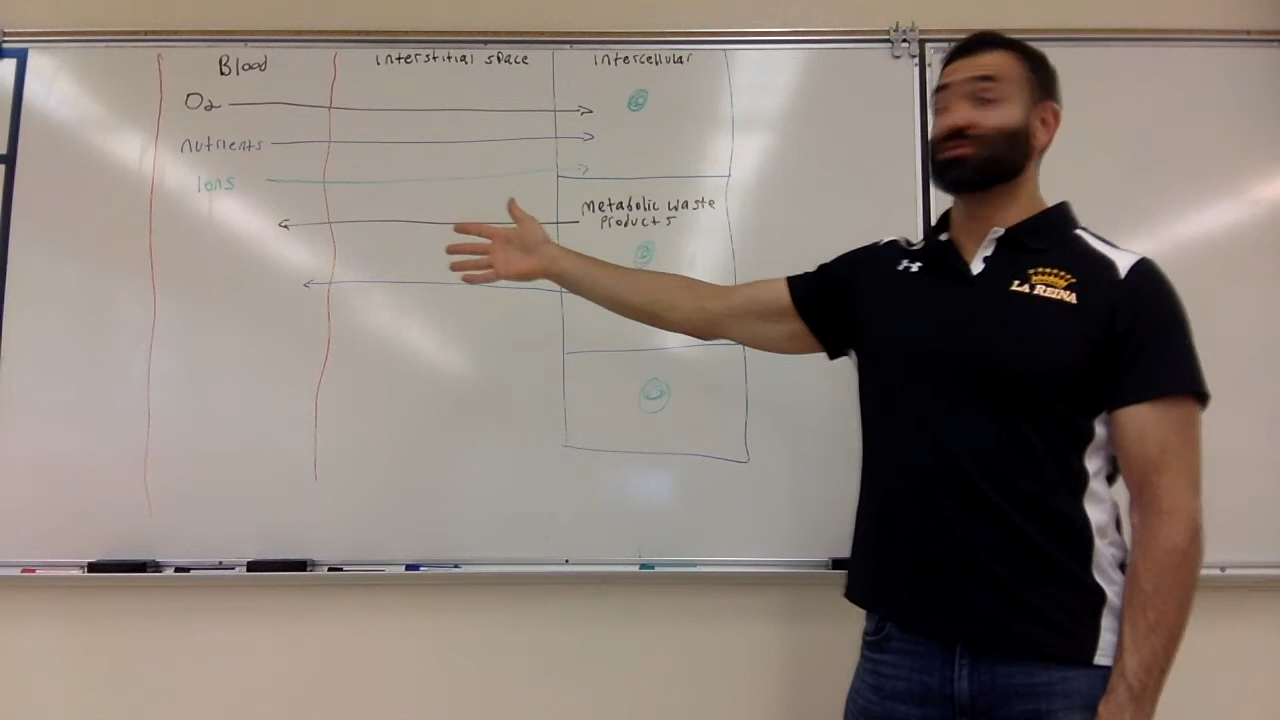 Blood
Interstitial space
Intercellular
O2
nutrients
Ions
Metabolic waste
products
LA REINA